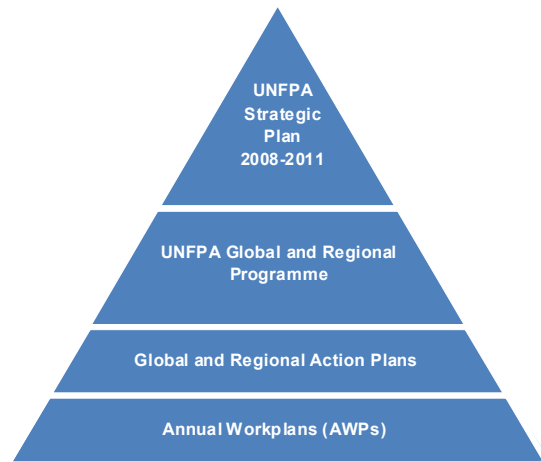 UNFPA
Strategic
Plan
2008-2011
UNFPA Global and Regional
Programme
Global and Regional Action Plans
Annual Workplans (AWPs)